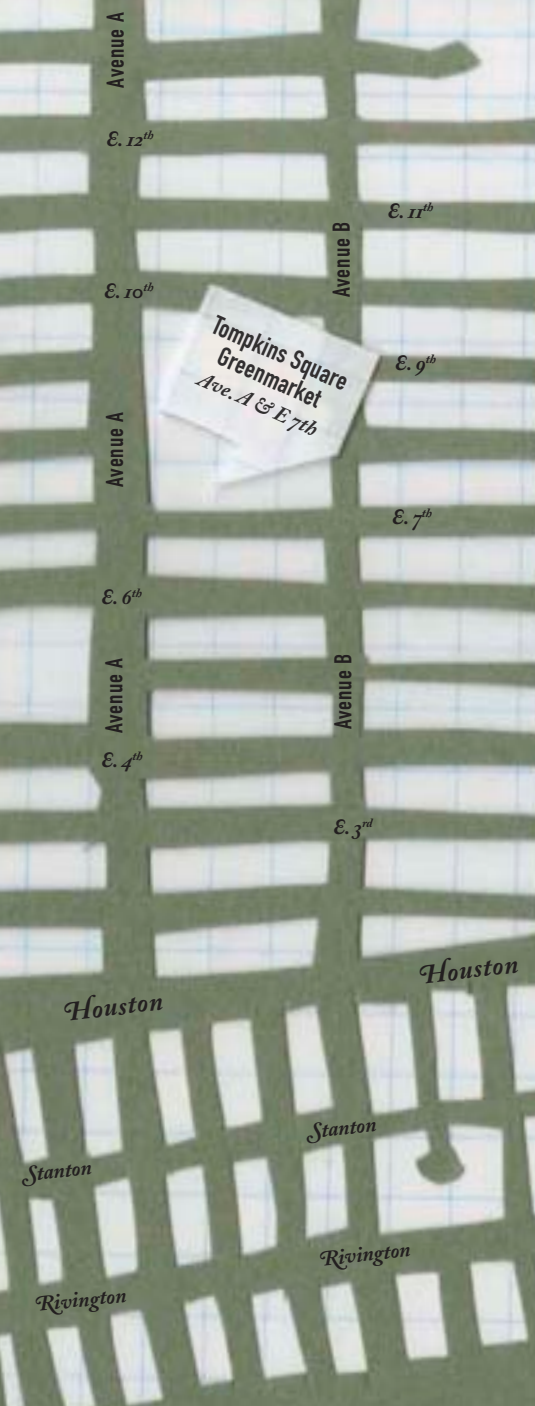 Avenue A
E. 12th
E. 11th
Avenue B
E. 10th
Tompkins Square
Greenmarket
Ave. A & E 7th
E. 9th
Avenue A
E. 7th
E. 6th
Avenue A
Avenue B
E. 4th
E. 3rd
Houston
Houston
Stanton
Stanton
Rivington
Rivington